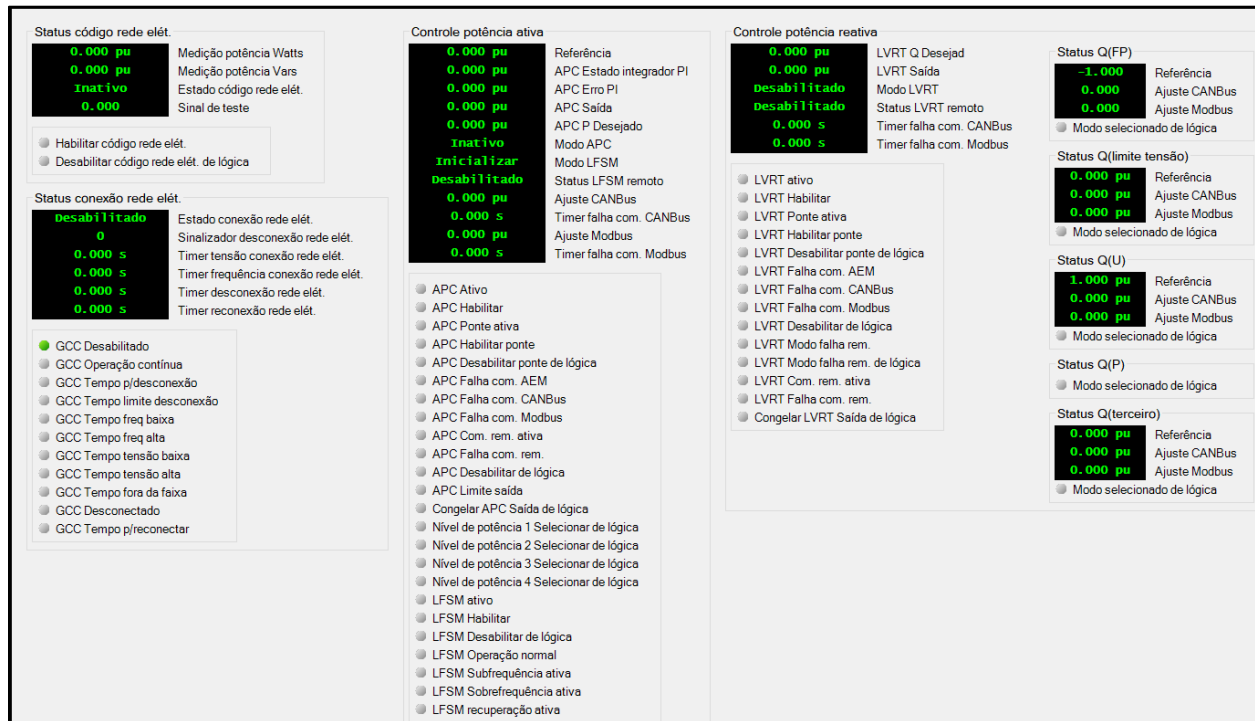 Status código rede elét.
0.000 pu Medição potência Watts
0.000 pu Medição potência Vars
Inativo Estado código rede elét.
0.000 Sinal de teste
Habilitar código rede elét.
Desabilitar código rede elét. de lógica
Status conexão rede elét.
Desabilitado Estado conexão rede elét.
0 Sinalizador desconexão rede elét.
0.000 s Timer tensão conexão rede elét.
0.000 s Timer frequência conexão rede elét.
0.000 s Timer desconexão rede elét.
0.000 s Timer reconexão rede elét.
GCC Desabilitado
GCC Operação contínua
GCC Tempo p/desconexão
GCC Tempo limite desconexão
GCC Tempo freq baixa
GCC Tempo freq alta
GCC Tempo tensão baixa
GCC Tempo tensão alta
GCC Tempo fora da faixa
GCC Desconectado
GCC Tempo p/reconectar
Controle potência ativa
0.000 pu Referência
0.000 pu APC Estado integrador PI
0.000 pu APC Erro PI
0.000 pu APC Saída
0.000 pu APC P Desejado
Inativo Modo APC
Inicializar Modo LFSM
Desabilitado Status LFSM remoto
0.000 pu Ajuste CANBus
0.000 s Timer falha com. CANBus
0.000 pu Ajuste Modbus
0.000 s Timer falha com. Modbus
APC Ativo
APC Habilitar
APC Ponte ativa
APC Habilitar ponte
APC Desabilitar ponte de lógica
APC Falha com. AEM
APC Falha com. CANBus
APC Falha com. Modbus
APC Com. rem. ativa
APC Falha com. rem.
APC Desabilitar de lógica
APC Limite saída
Congelar APC Saída de lógica
Nível de potência 1 Selecionar de lógica
Nível de potência 2 Selecionar de lógica
Nível de potência 3 Selecionar de lógica
Nível de potência 4 Selecionar de lógica
LFSM ativo
LFSM Habilitar
LFSM Desabilitar de lógica
LFSM Operação normal
LFSM Subfrequência ativa
LFSM Sobrefrequência ativa
LFSM recuperação ativa
Controle potência reativa
0.000 pu LVRT Q Desejad
0.000 pu LVRT Saída
Desabilitado Modo LVRT
Desabilitado Status LVRT remoto
0.000 s Timer falha com. CANBus
0.000 s Timer falha com. Modbus
LVRT ativo
LVRT Habilitar
LVRT Ponte ativa
LVRT Habilitar ponte
LVRT Desabilitar ponte de lógica
LVRT Falha com. AEM
LVRT Falha com. CANBus
LVRT Falha com. Modbus
LVRT Desabilitar de lógica
LVRT Modo falha rem.
LVRT Modo falha rem. de lógica
LVRT Com. rem. ativa
LVRT Falha com. rem.
Congelar LVRT Saída de lógica
Status Q(FP)
-1.000 Referência
0.000 Ajuste CANBus
0.000 Ajuste Modbus
Modo selecionado de lógica
Status Q(limite tensão)
0.000 pu Referência
0.000 pu Ajuste CANBus
0.000 pu Ajuste Modbus
Modo selecionado de lógica
Status Q(U)
1.000 pu Referência
0.000 pu Ajuste CANBus
0.000 pu Ajuste Modbus
Modo selecionado de lógica
Status Q(P)
Modo selecionado de lógica
Status Q(terceiro)
0.000 pu Referência
0.000 pu Ajuste CANBus
0.000 pu Ajuste Modbus
Modo selecionado de lógica